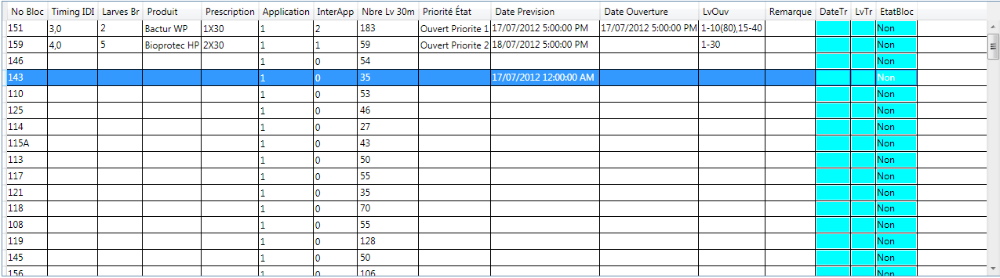 No Bloc Timing IDI Larves Br Produit Prescription Application InterApp Nbre Lv 30m Priorité État Date Prevision Date Ouverture LvOuv Remarque DateTr LvTr EtatBloc
151 3,0 2 Bactur WP 1X30 1 2 183 Ouvert Priorite 1 17/07/2012 5:00:00 PM 17/07/2012 5:00:00 PM 1-10(80),15-40 Non
159 4,0 5 Bioprotec HP 2X30 1 1 59 Ouvert Priorite 2 18/07/2012 5:00:00 PM 1-30 Non
146 1 0 54 Non
143 1 0 35 17/07/2012 12:00:00 AM Non
110 1 0 53 Non
125 1 0 46 Non
114 1 0 27 Non
115A 1 0 43 Non
113 1 0 50 Non
117 1 0 55 Non
121 1 0 35 Non
118 1 0 70 Non
108 1 0 55 Non
119 1 0 128 Non
145 1 0 50 Non
156 1 0 106 Non